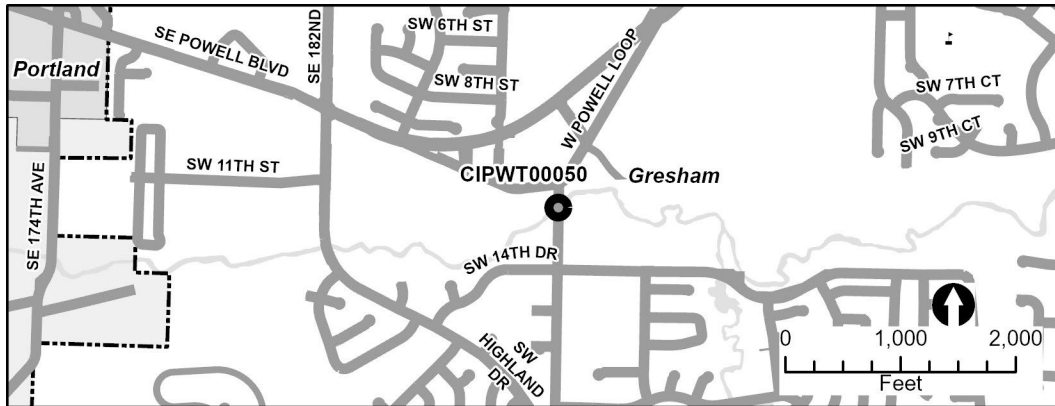 SW 6TH ST
SE POWELL BLVD
SE 182ND
W POWELL LOOP
Portland
SW 8TH ST
SW 7TH CT
SW 9TH CT
SW 11TH ST
CIPWT00050
Gresham
SE 174TH AVE
SW 14TH DR
SW
HIGHLAND
DR
0 1,000 2,000
Feet